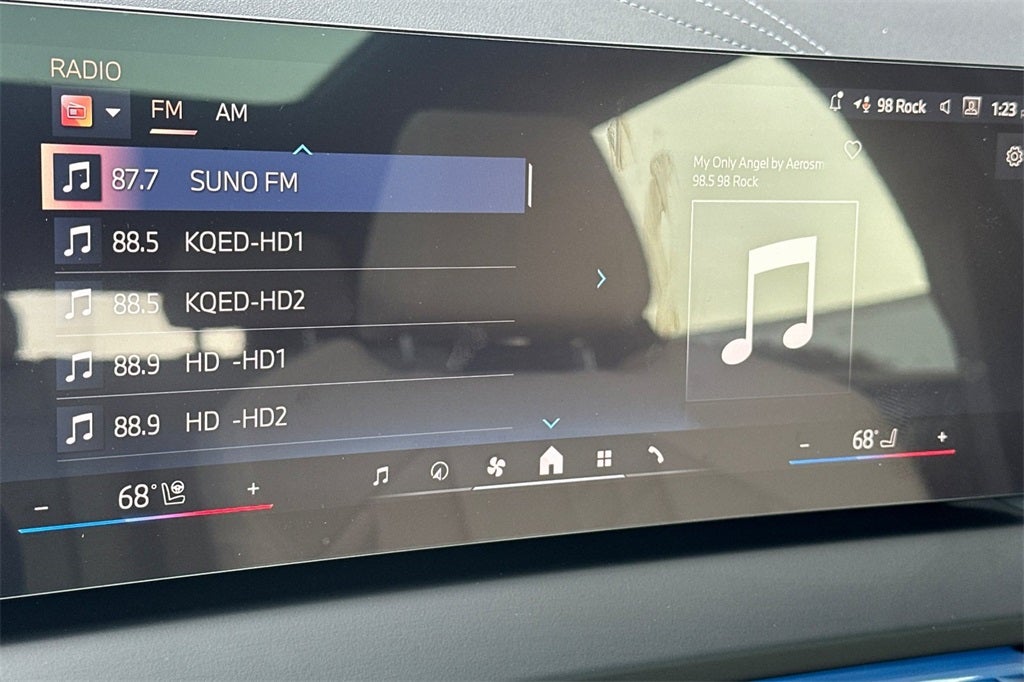 RADIO
FM AM
98 Rock 1:23
87.7 SUNO FM
88.5 KQED-HD1
88.5 KQED-HD2
88.9 HD -HD1
88.9 HD -HD2
My Only Angel by Aerosm
98.5 98 Rock
- 68° +
- 68° +